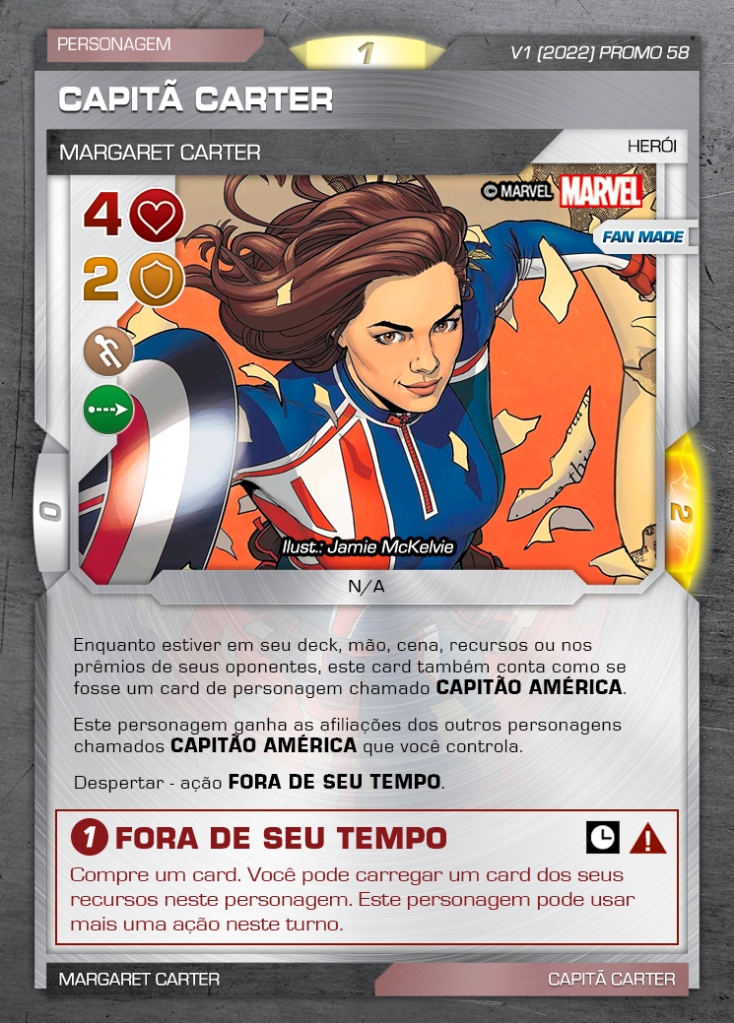 PERSONAGEM
1
V1 (2022) PROMO 58
CAPITÃ CARTER
MARGARET CARTER
HERÓI
© MARVEL MARVEL
4
FAN MADE
2
0
2
Ilust.: Jamie McKelvie
N/A
Enquanto estiver em seu deck, mão, cena, recursos ou nos
prêmios de seus oponentes, este card também conta como se
fosse um card de personagem chamado CAPITÃO AMÉRICA.
Este personagem ganha as afiliações dos outros personagens
chamados CAPITÃO AMÉRICA que você controla.
Despertar - ação FORA DE SEU TEMPO.
1 FORA DE SEU TEMPO
Compre um card. Você pode carregar um card dos seus
recursos neste personagem. Este personagem pode usar
mais uma ação neste turno.
MARGARET CARTER
CAPITÃ CARTER